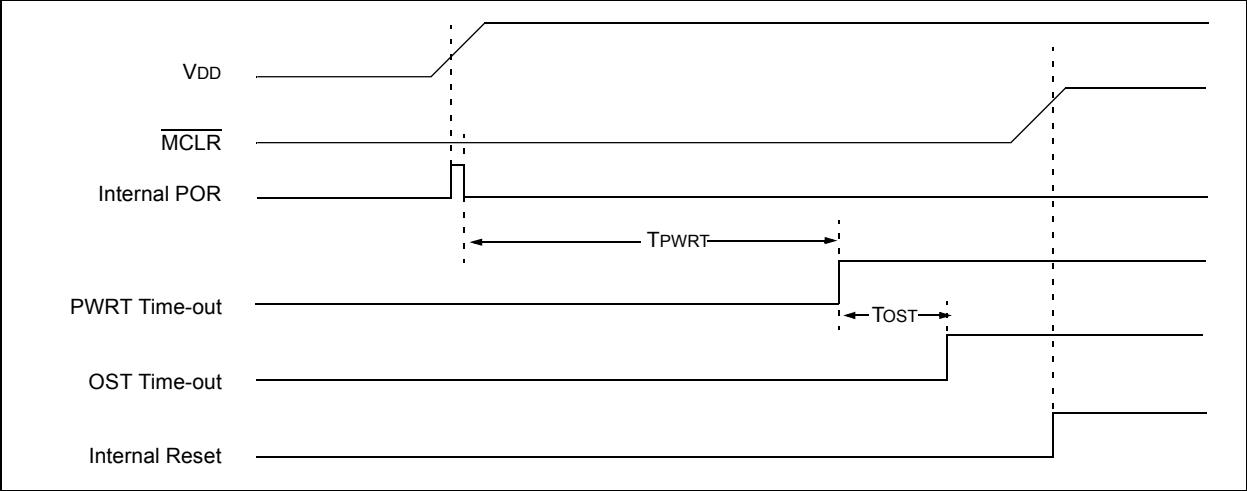 VDD
MCLR
Internal POR
TPWRT
PWRT Time-out
TOST
OST Time-out
Internal Reset